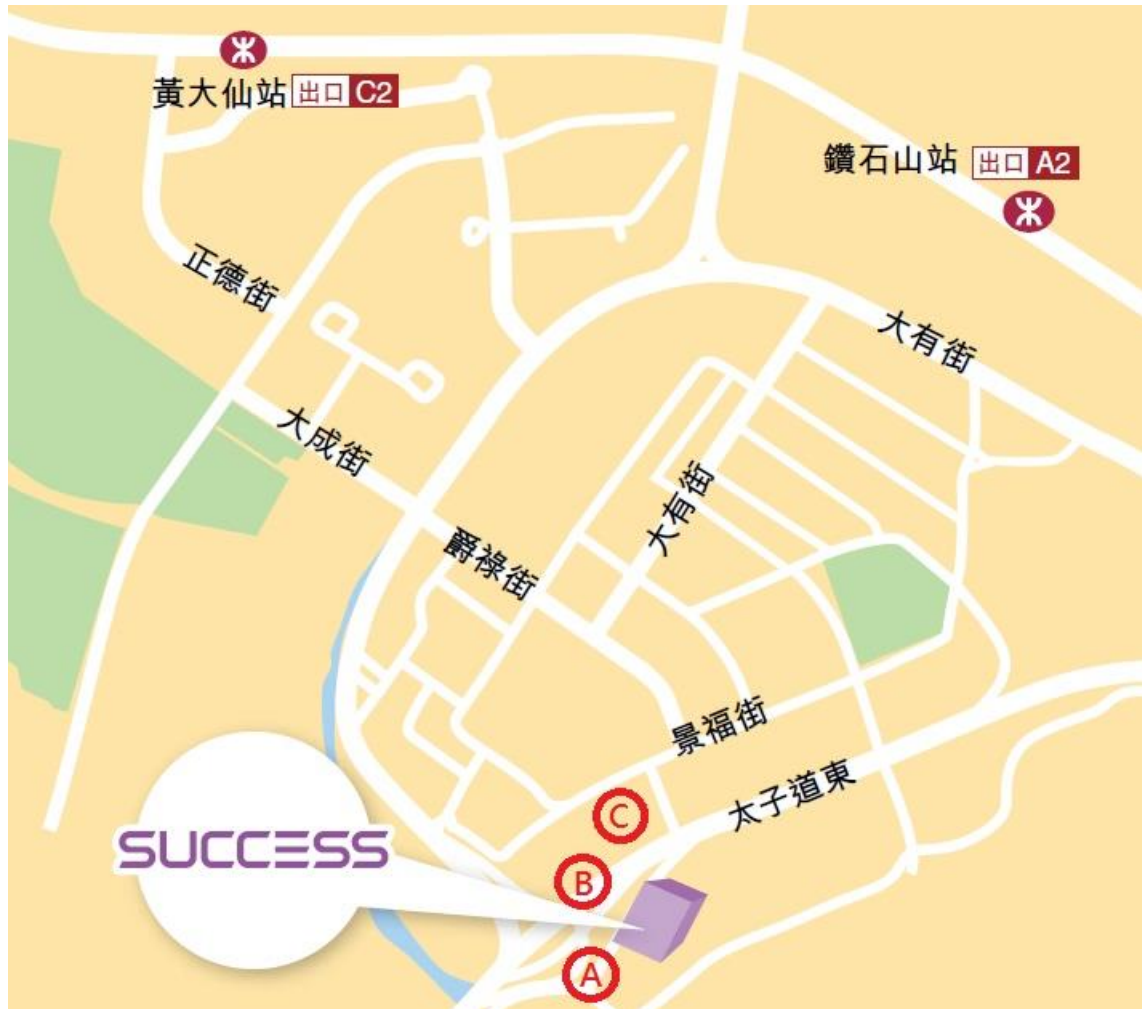 黃大仙站 出口 C2
鑽石山站 出口 A2
正德街
大有街
大成街
大有街
爵祿街
景福街
太子道東
C
SUCCESS
B
A